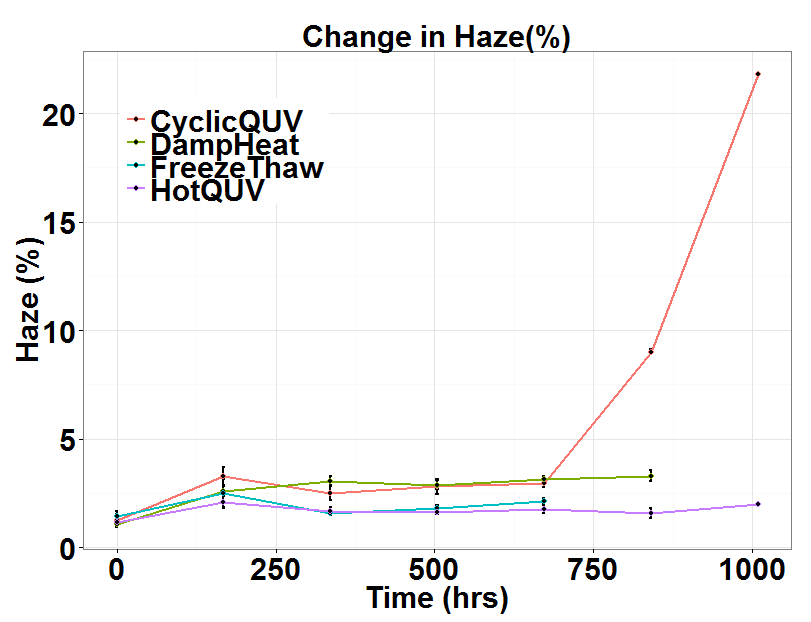 Change in Haze(%)
20
15
10
5
0
Haze (%)
CyclicQUV
DampHeat
FreezeThaw
HotQUV
0 250 500 750 1000
Time (hrs)